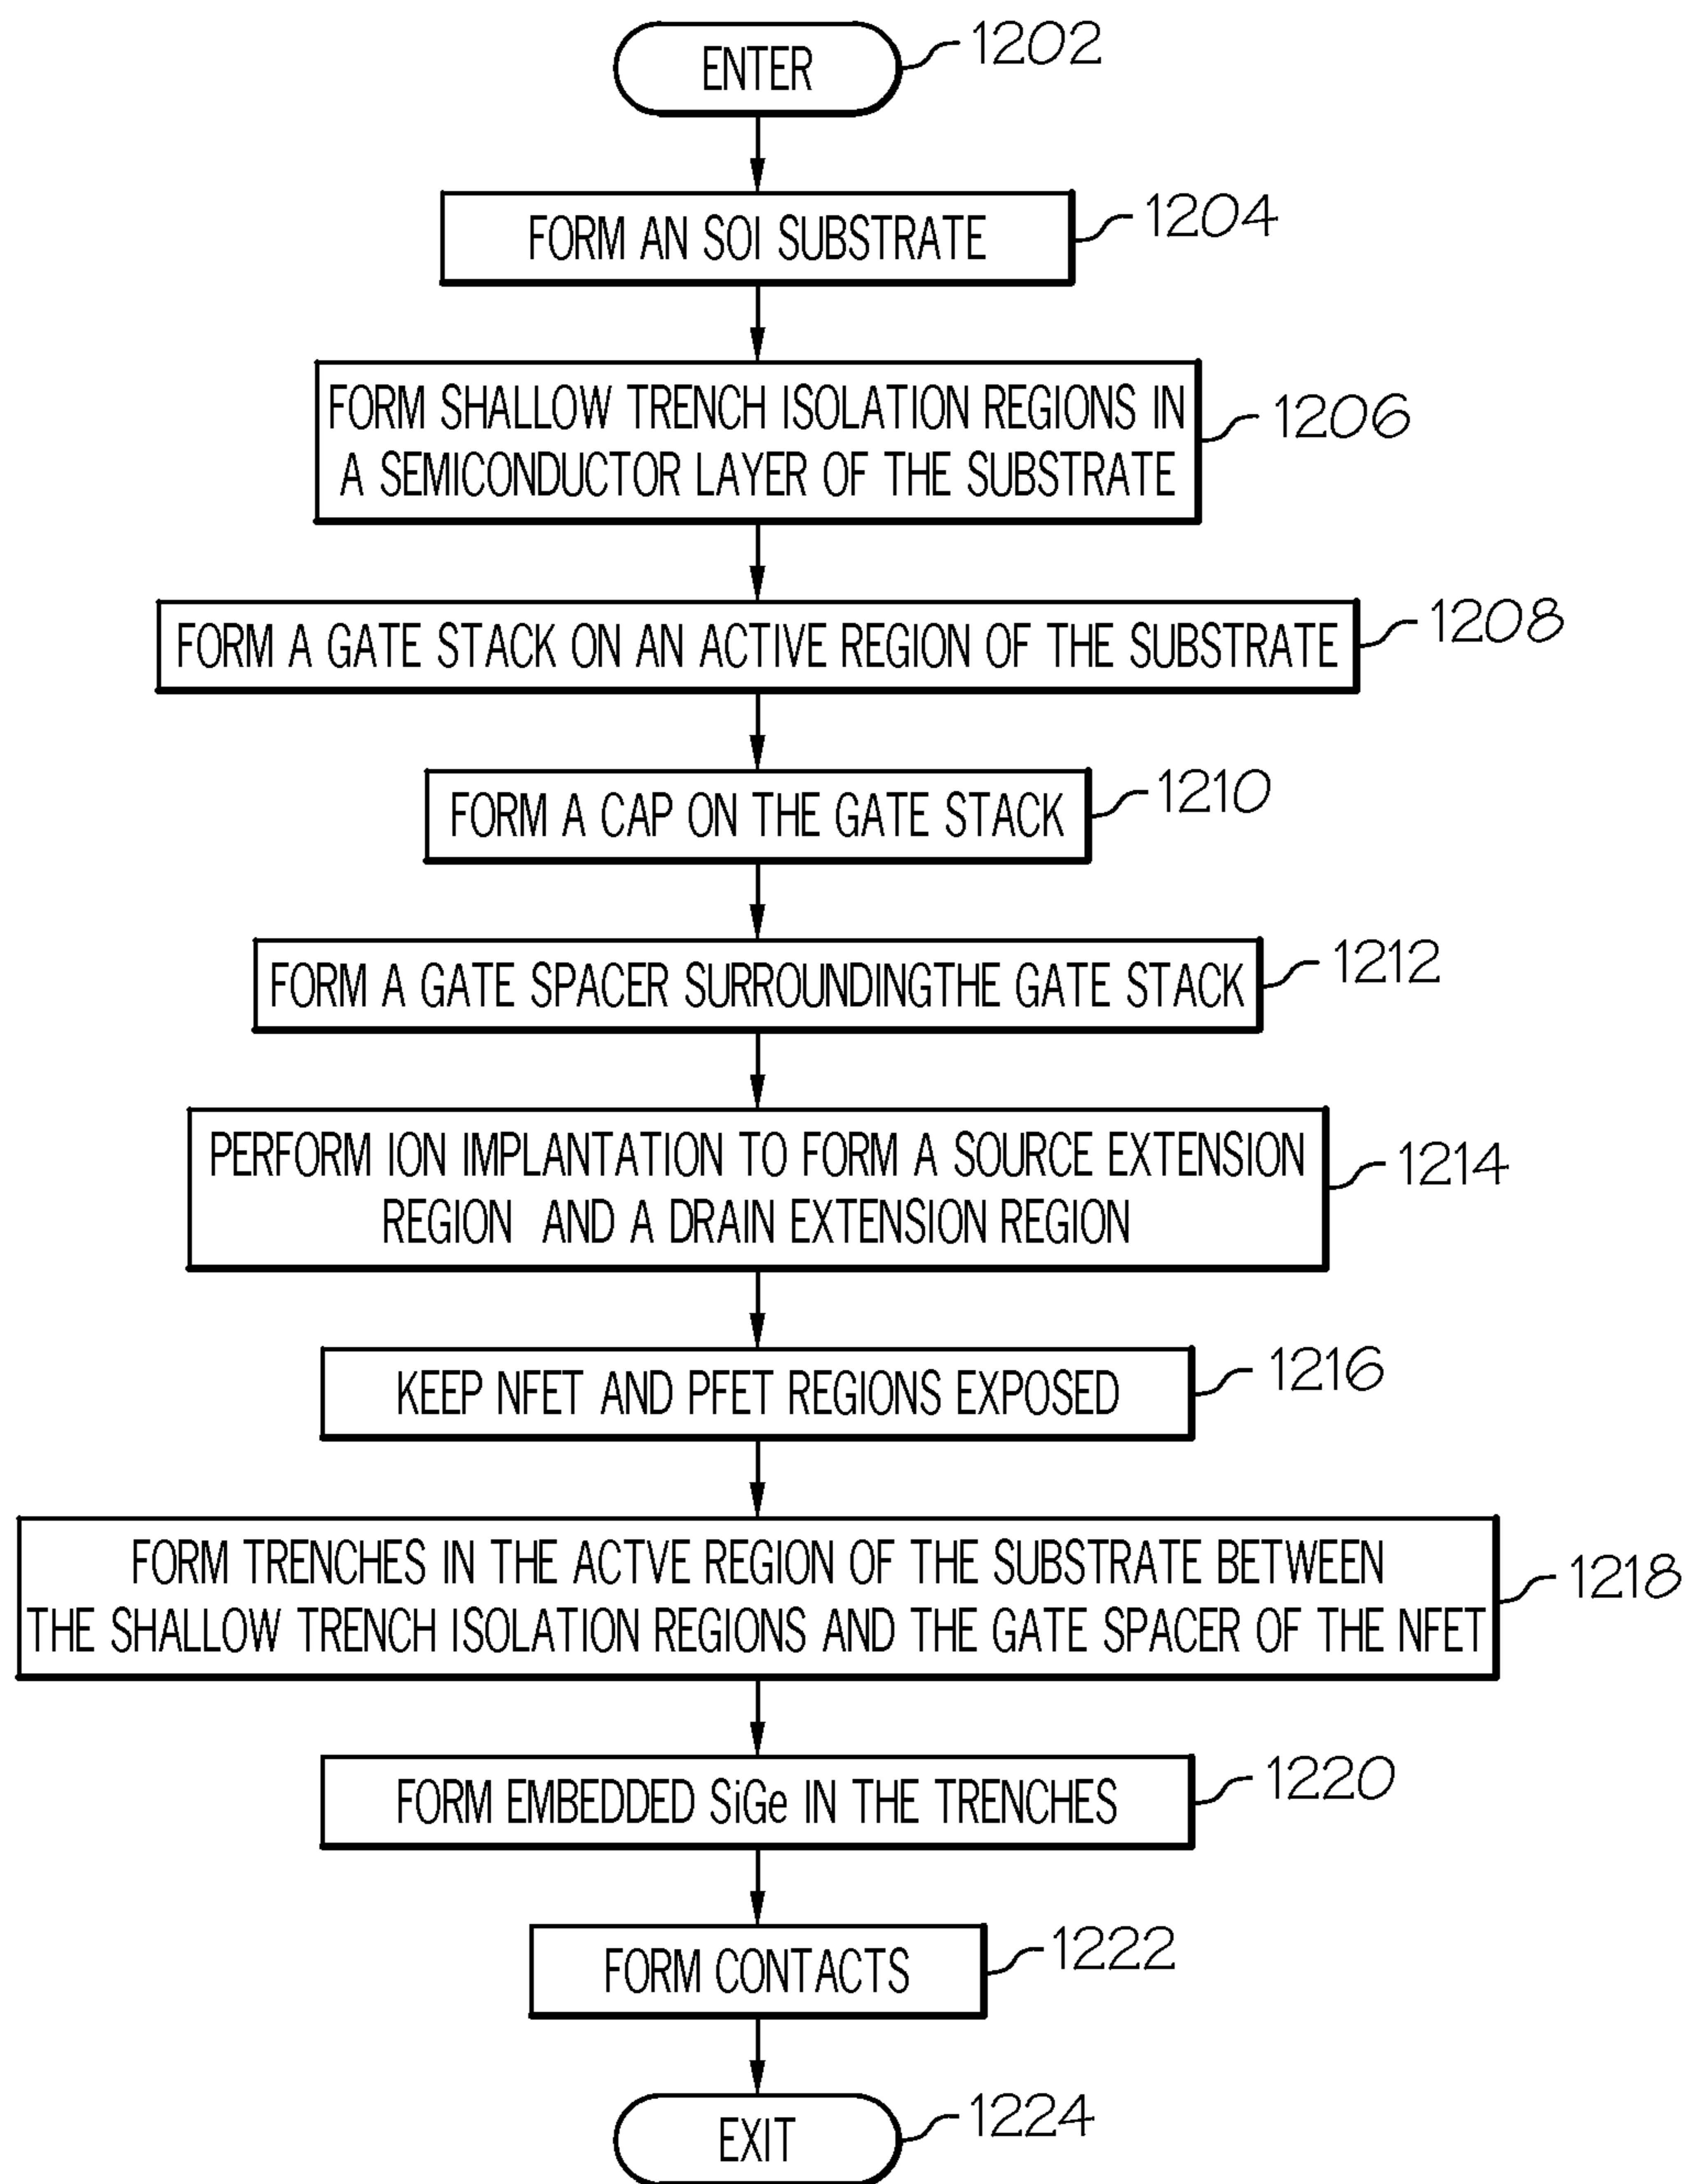 ENTER
1202
FORM AN SOI SUBSTRATE
1204
FORM SHALLOW TRENCH ISOLATION REGIONS IN
A SEMICONDUCTOR LAYER OF THE SUBSTRATE
1206
FORM A GATE STACK ON AN ACTIVE REGION OF THE SUBSTRATE
1208
FORM A CAP ON THE GATE STACK
1210
FORM A GATE SPACER SURROUNDINGTHE GATE STACK
1212
PERFORM ION IMPLANTATION TO FORM A SOURCE EXTENSION
REGION AND A DRAIN EXTENSION REGION
1214
KEEP NFET AND PFET REGIONS EXPOSED
1216
FORM TRENCHES IN THE ACTVE REGION OF THE SUBSTRATE BETWEEN
THE SHALLOW TRENCH ISOLATION REGIONS AND THE GATE SPACER OF THE NFET
1218
FORM EMBEDDED SiGe IN THE TRENCHES
1220
FORM CONTACTS
1222
EXIT
1224